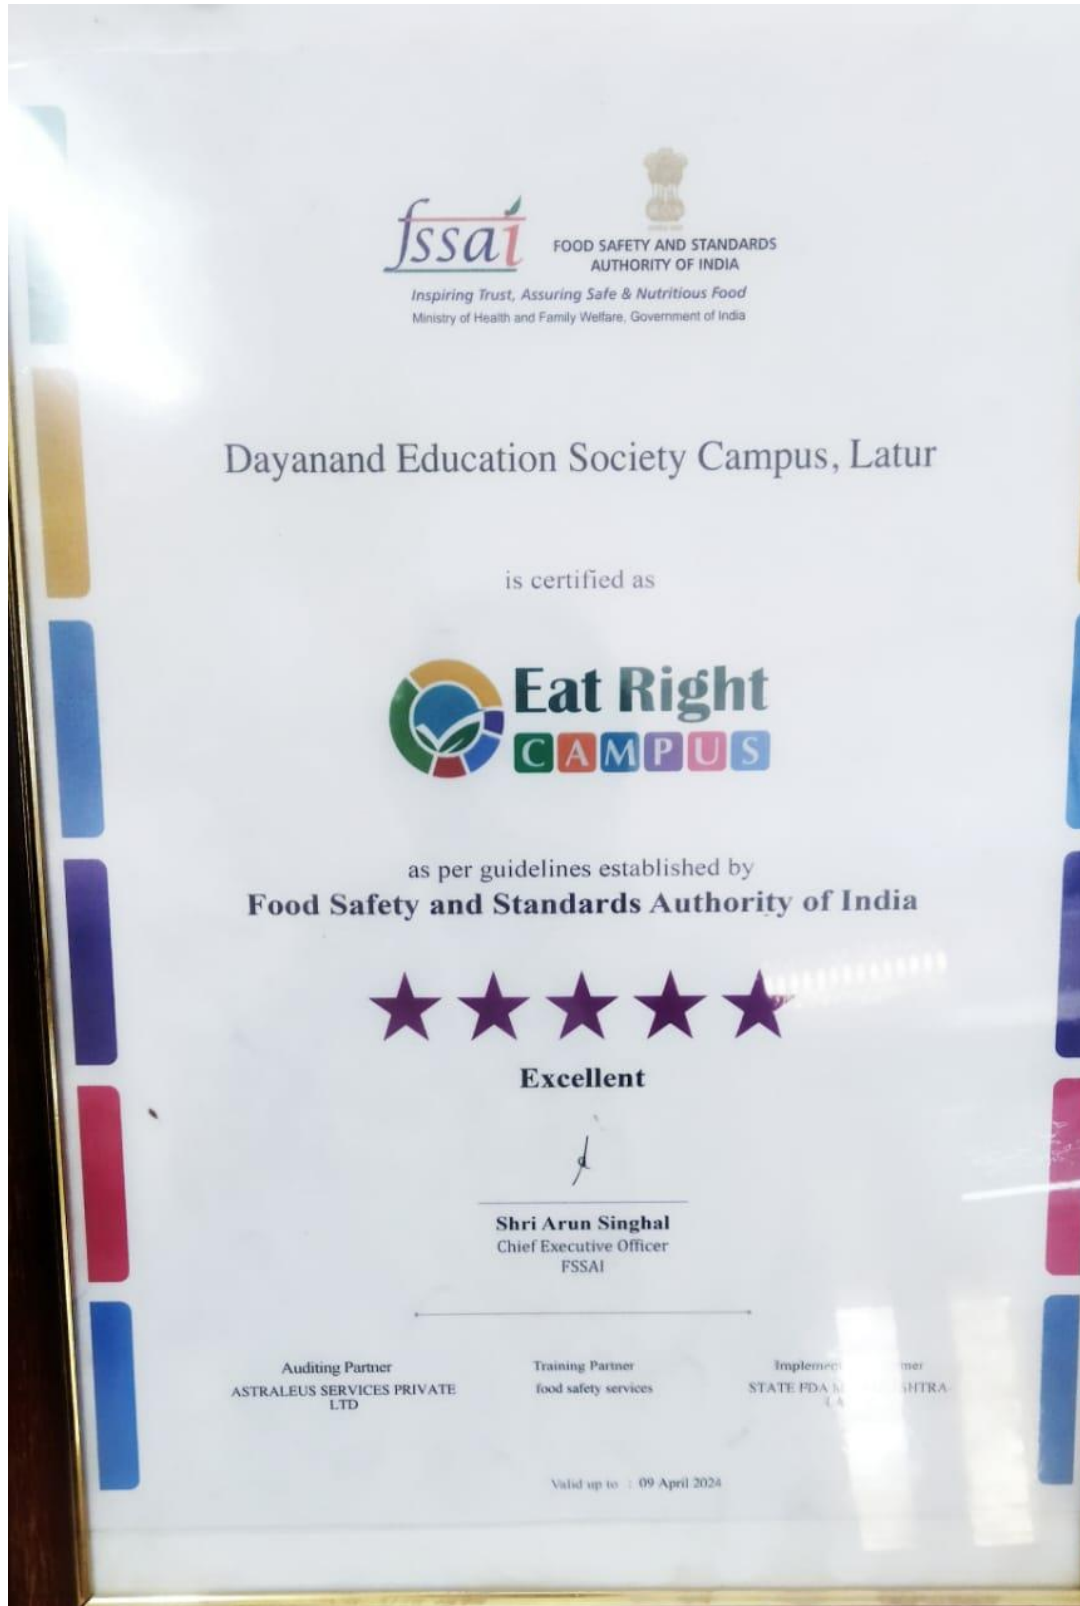 fssai
FOOD SAFETY AND STANDARDS
AUTHORITY OF INDIA
Inspiring Trust, Assuring Safe & Nutritious Food
Ministry of Health and Family Welfare, Government of India
Dayanand Education Society Campus, Latur
is certified as
Eat Right
CAMPUS
as per guidelines established by
Food Safety and Standards Authority of India
Excellent
Shri Arun Singhal
Chief Executive Officer
FSSAI
Auditing Partner
ASTRALEUS SERVICES PRIVATE
LTD
Training Partner
food safety services
STATE FDA
Valid up to : 09 April 2024